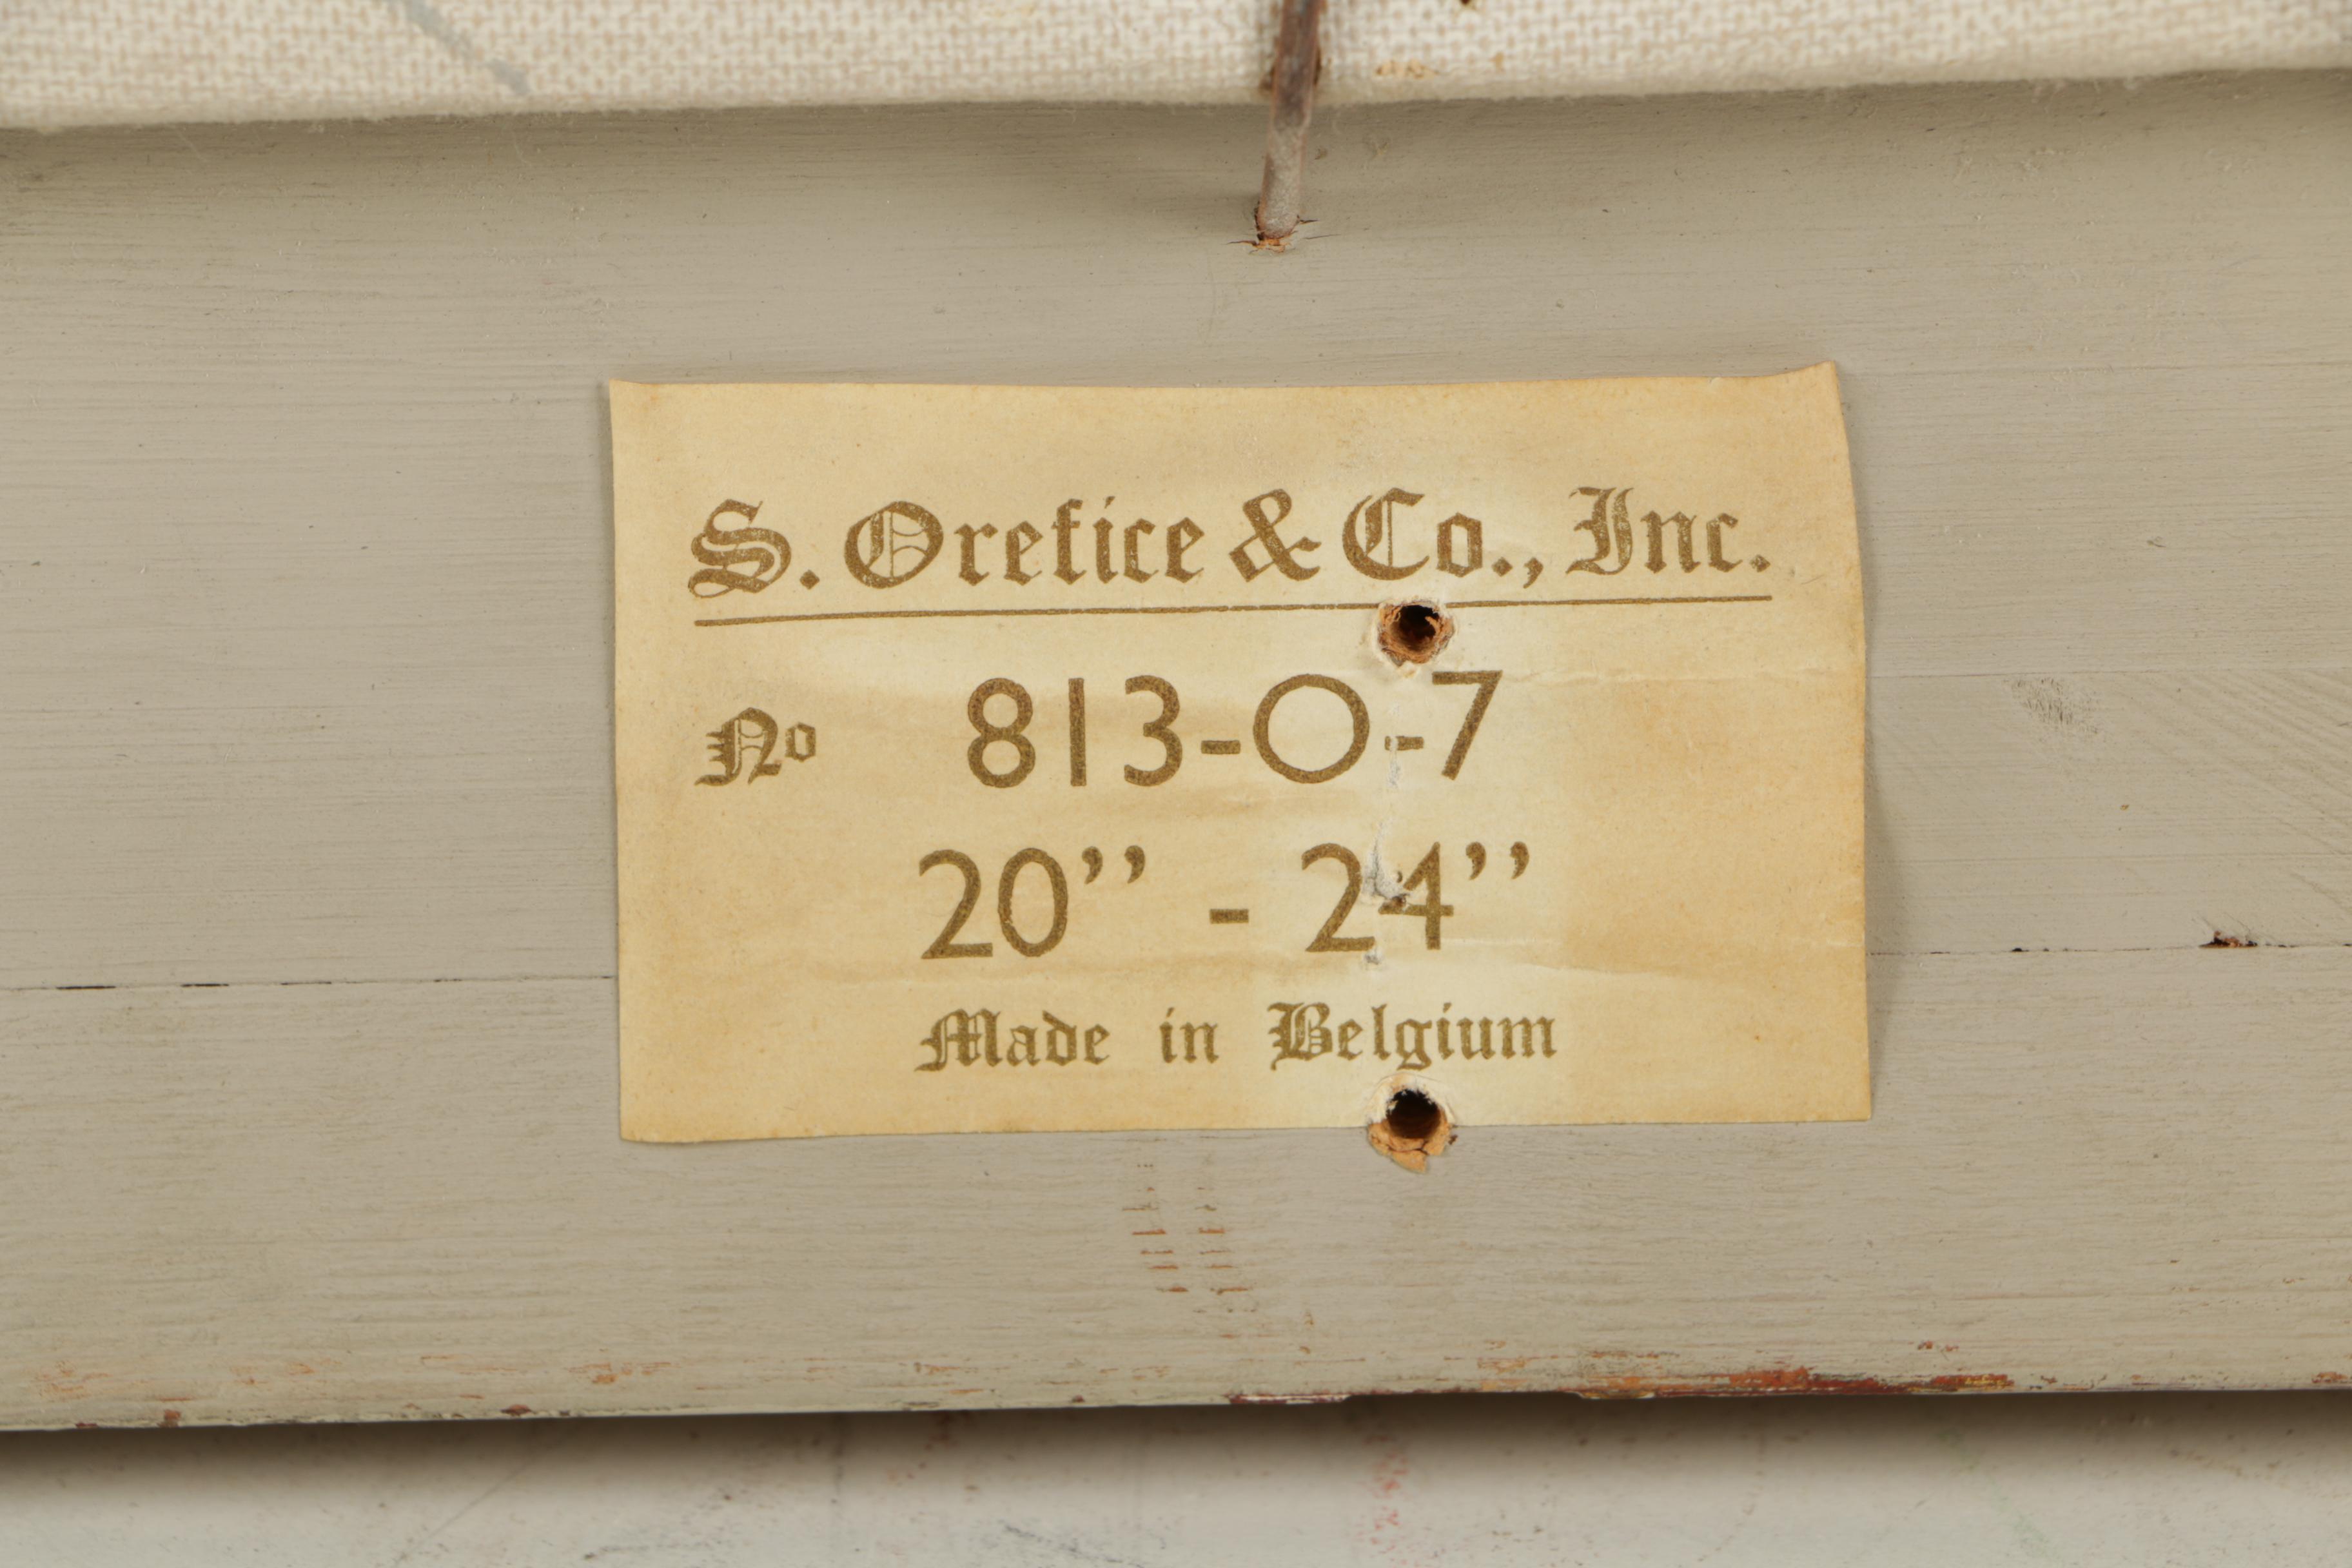 S. Orefice & Co., Inc.
No 813-O-7
20’’ - 24’’
Made in Belgium